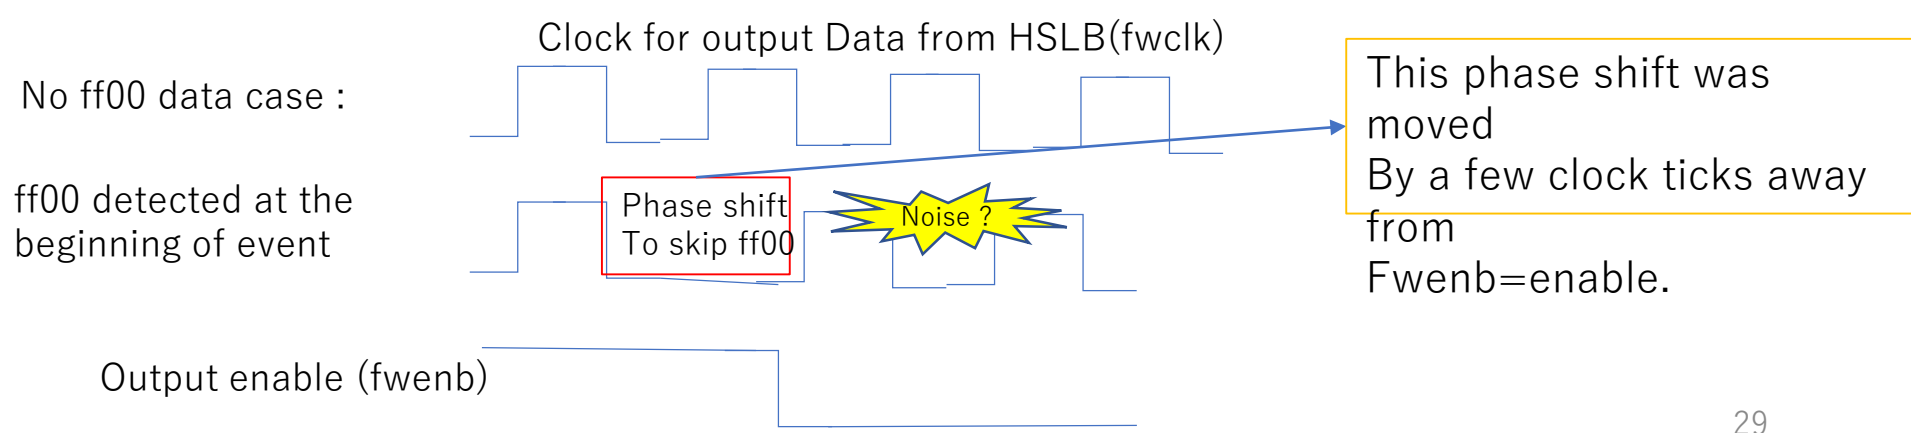 Clock for output Data from HSLB(fwclk)
No ff00 data case :
ff00 detected at the
beginning of event
Phase shift
To skip ff00
Noise ?
This phase shift was
moved
By a few clock ticks away
from
Fwenb=enable.
Output enable (fwenb)
29